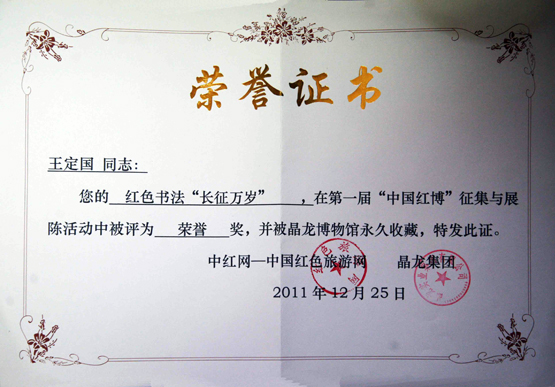 荣誉证书
王定国 同志：
您的 红色书法“长征万岁” ，在第一届“中国红博”征集与展
陈活动中被评为 荣誉 奖，并被晶龙博物馆永久收藏，特发此证。
中红网—中国红色旅游网 晶龙集团
2011年12月25日